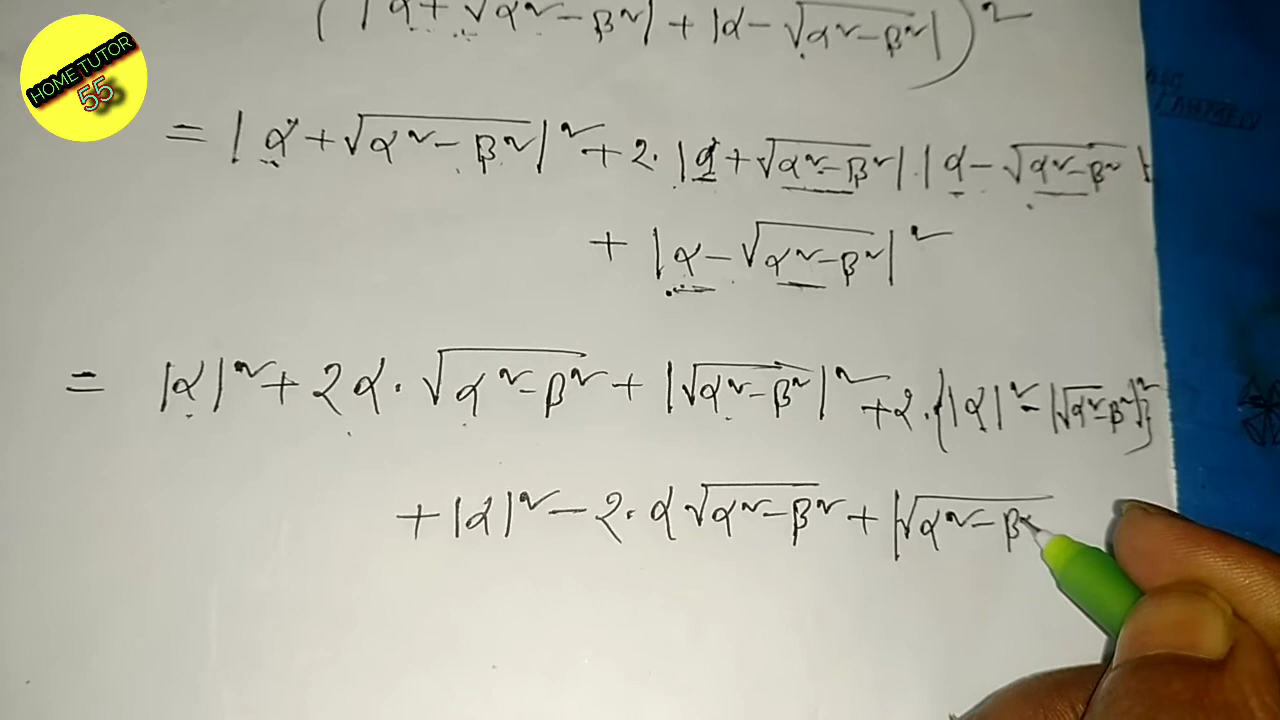 HOME TUTOR
55
(|α + √α² − β²| + |α − √α² − β²|)²
= |α + √α² − β²|² + 2·|α + √α² − β²|·|α − √α² − β²|
+ |α − √α² − β²|²
= |α|² + 2α·√α² − β² + |√α² − β²|² + 2·{|α|² − |√α² − β²|²}
+ |α|² − 2·α√α² − β² + |√α² − β²